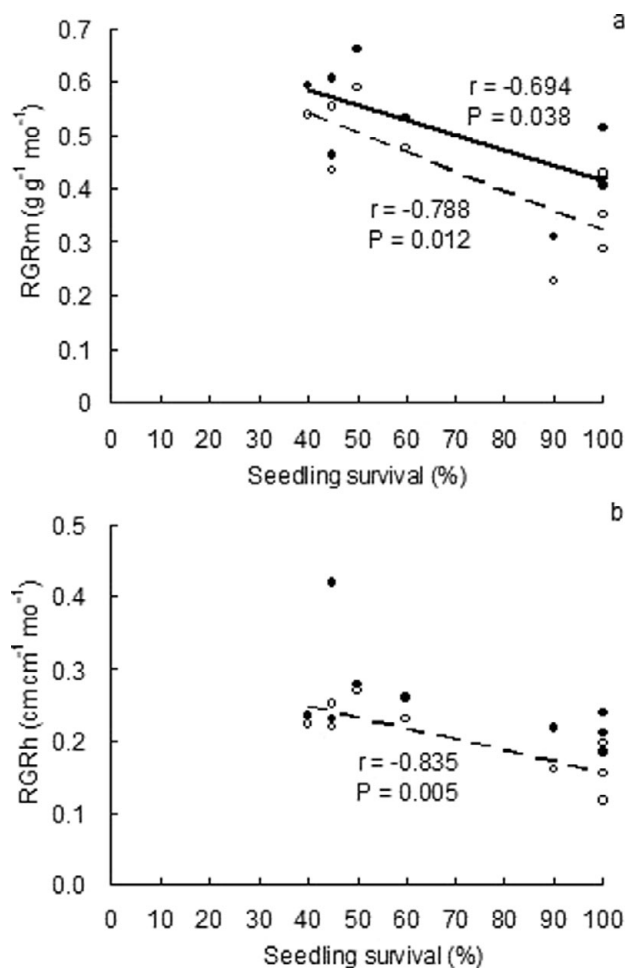 a
0.7
0.6
0.5
0.4
0.3
0.2
0.1
0
RGRm (g g⁻¹ mo⁻¹)
r = -0.694
P = 0.038
r = -0.788
P = 0.012
0 10 20 30 40 50 60 70 80 90 100
Seedling survival (%)
b
0.5
0.4
0.3
0.2
0.1
0.0
RGRh (cmcm⁻¹ mo⁻¹)
r = -0.835
P = 0.005
0 10 20 30 40 50 60 70 80 90 100
Seedling survival (%)